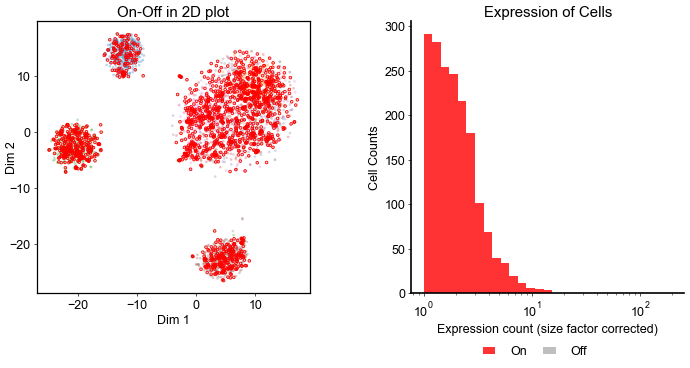 On-Off in 2D plot
Dim 2
10
0
−10
−20
−20
−10
0
10
Dim 1
Expression of Cells
Cell Counts
300
250
200
150
100
50
0
10^0
10^1
10^2
Expression count (size factor corrected)
On
Off